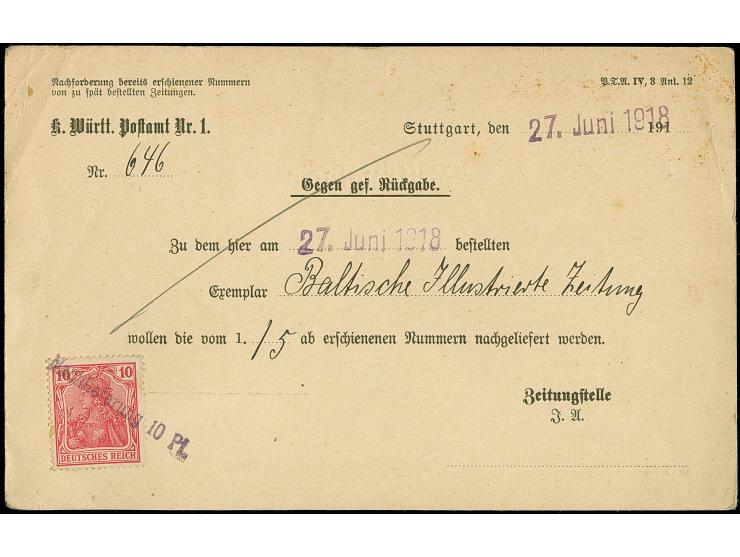 Nachforderung bereits erschienener Nummern
von zu spät bestellten Zeitungen.
P.T.A. IV, 3 Anl. 12
K. Württ. Postamt Nr. 1.
Stuttgart, den 27. Juni 1918 191
Nr. 646
Gegen gef. Rückgabe.
Zu dem hier am 27. Juni 1918 bestellten
Exemplar Baltische Illustrierte Zeitung
wollen die vom 1. /5 ab erschienenen Nummern nachgeliefert werden.
Zeitungstelle
J. A.
10 10
Nachlieferung 10 Pf.
DEUTSCHES REICH